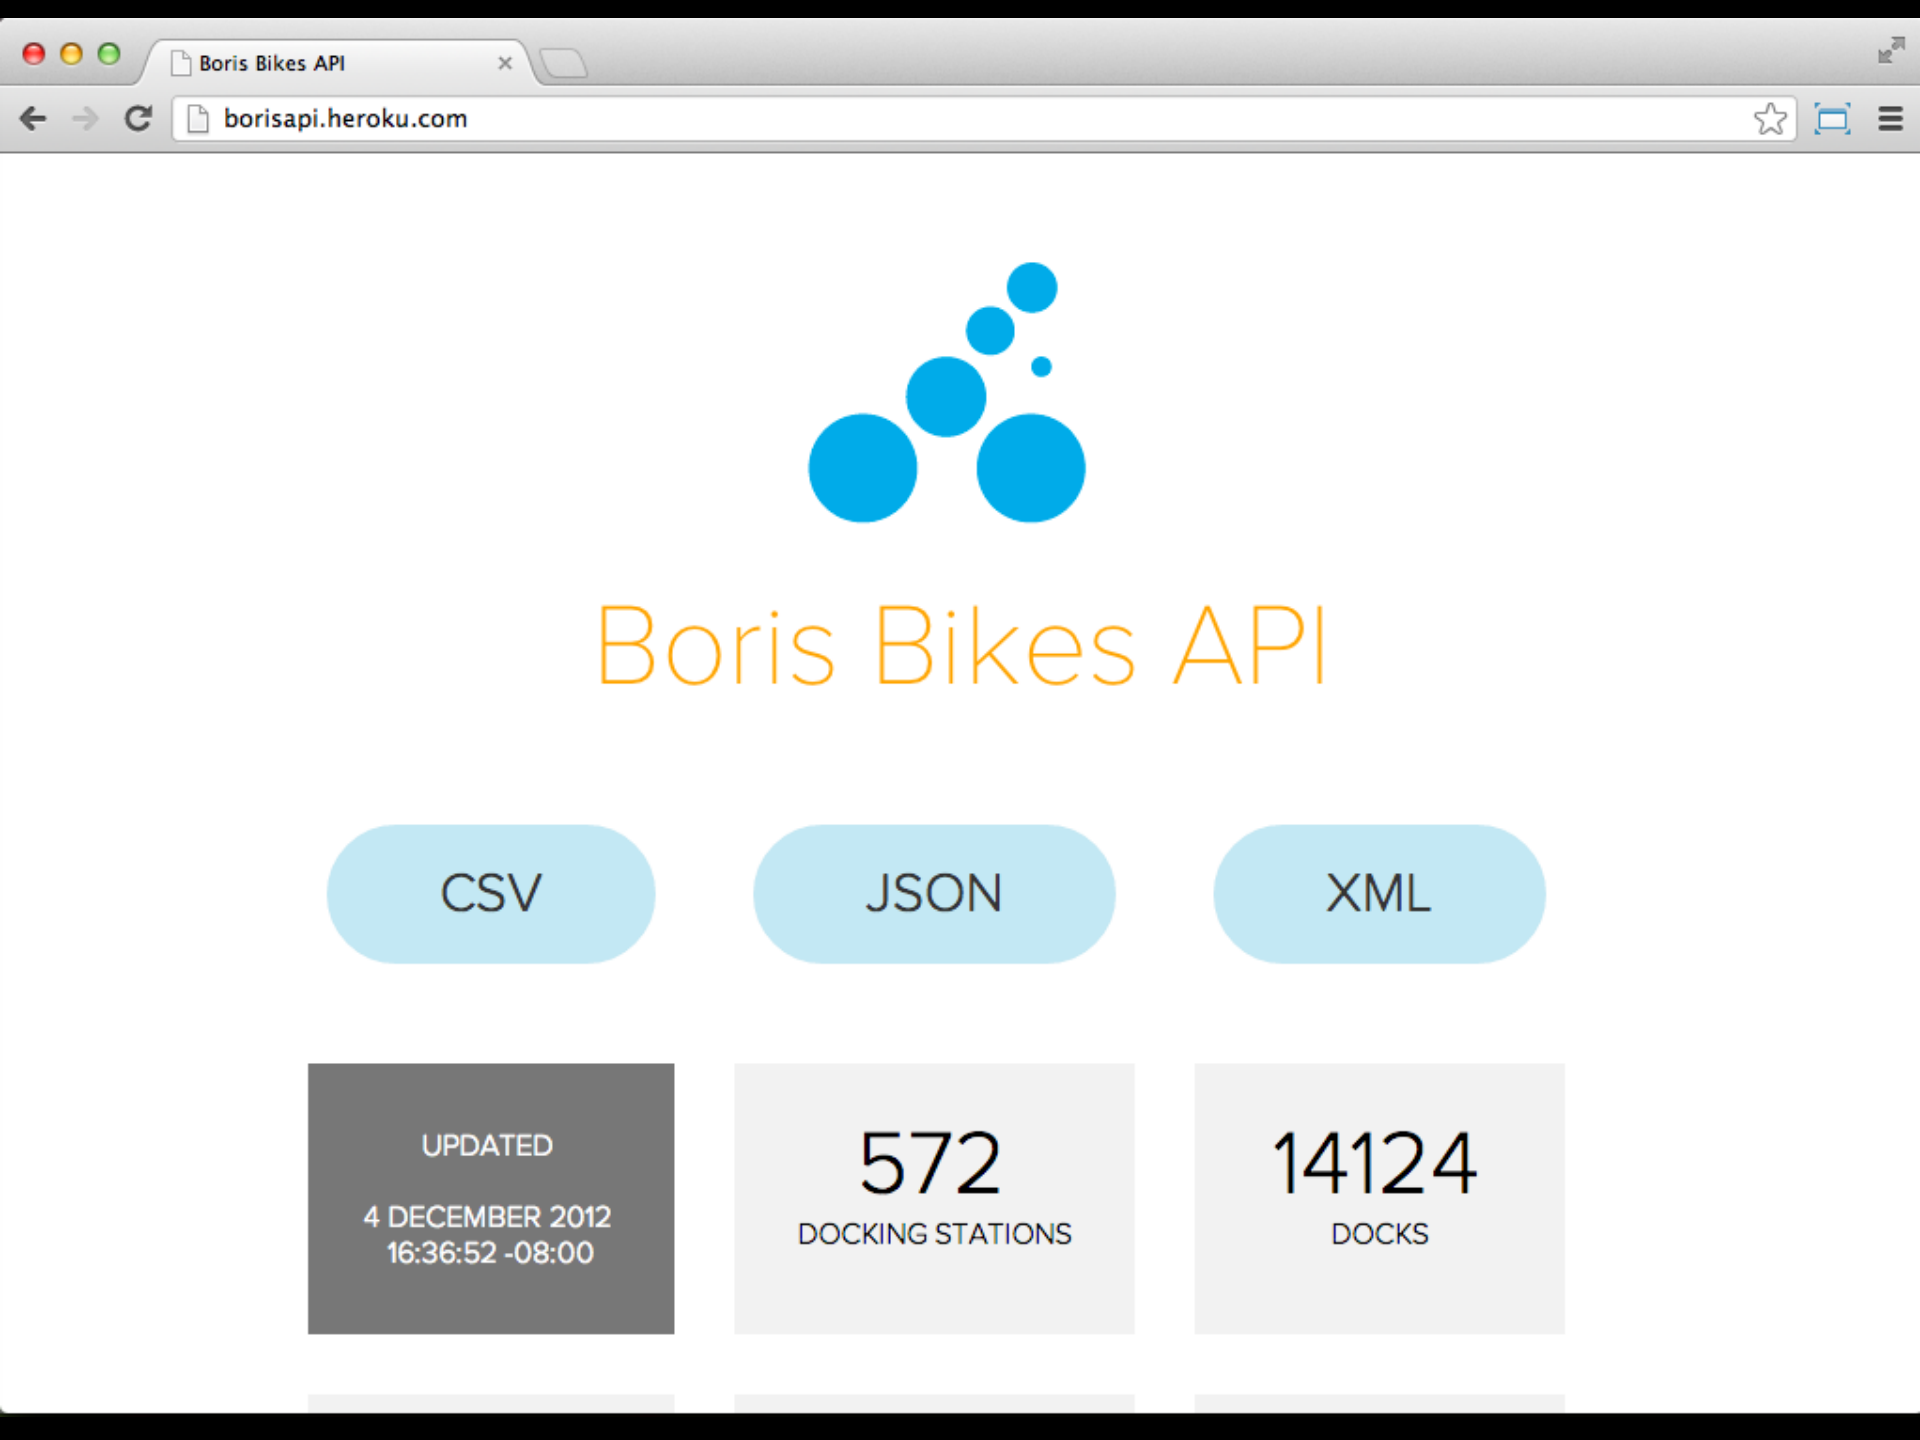 Boris Bikes API
borisapi.heroku.com
Boris Bikes API
CSV
JSON
XML
UPDATED
4 DECEMBER 2012
16:36:52 -08:00
572
DOCKING STATIONS
14124
DOCKS